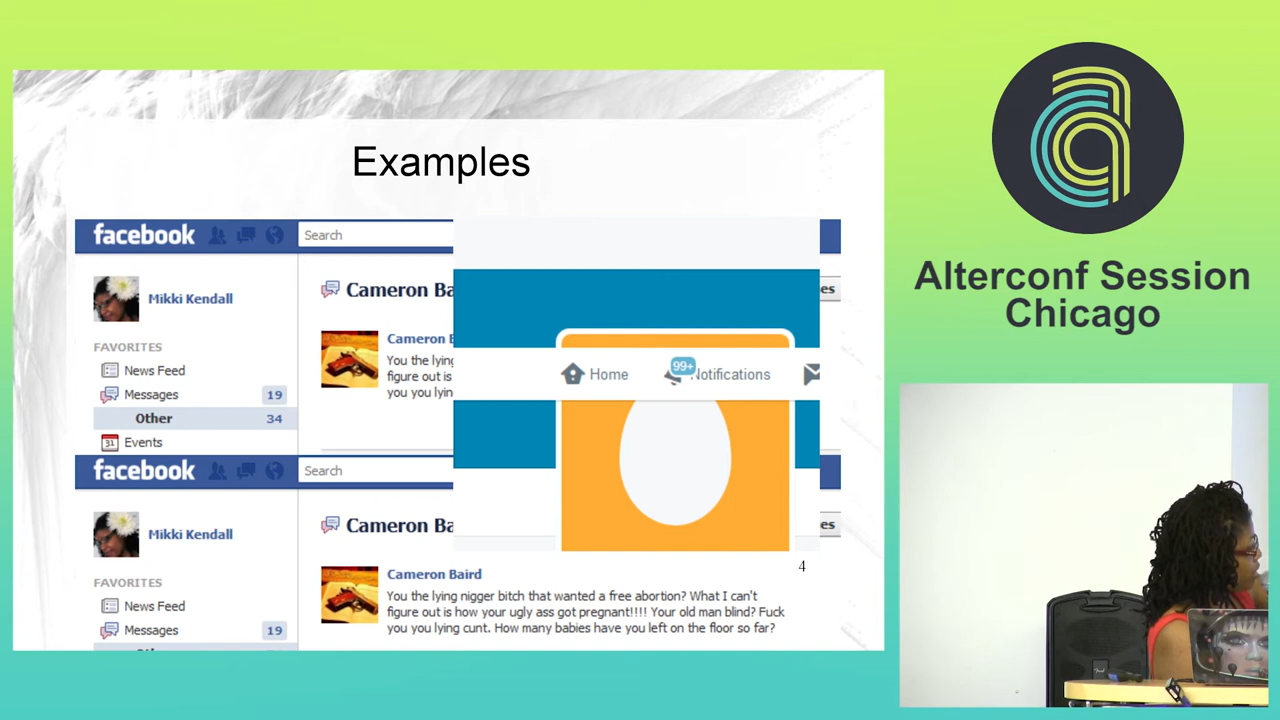 Examples
facebook
Search
Mikki Kendall
Cameron Ba
es
FAVORITES
Cameron B
News Feed
You the lying
Messages 19
figure out is
you you lyin
Other 34
Events
Home
99+
Notifications
facebook
Search
Mikki Kendall
Cameron Ba
es
FAVORITES
Cameron Baird
News Feed
You the lying nigger bitch that wanted a free abortion? What I can't
Messages 19
figure out is how your ugly ass got pregnant!!!! Your old man blind? Fuck
you you lying cunt. How many babies have you left on the floor so far?
4
Alterconf Session
Chicago